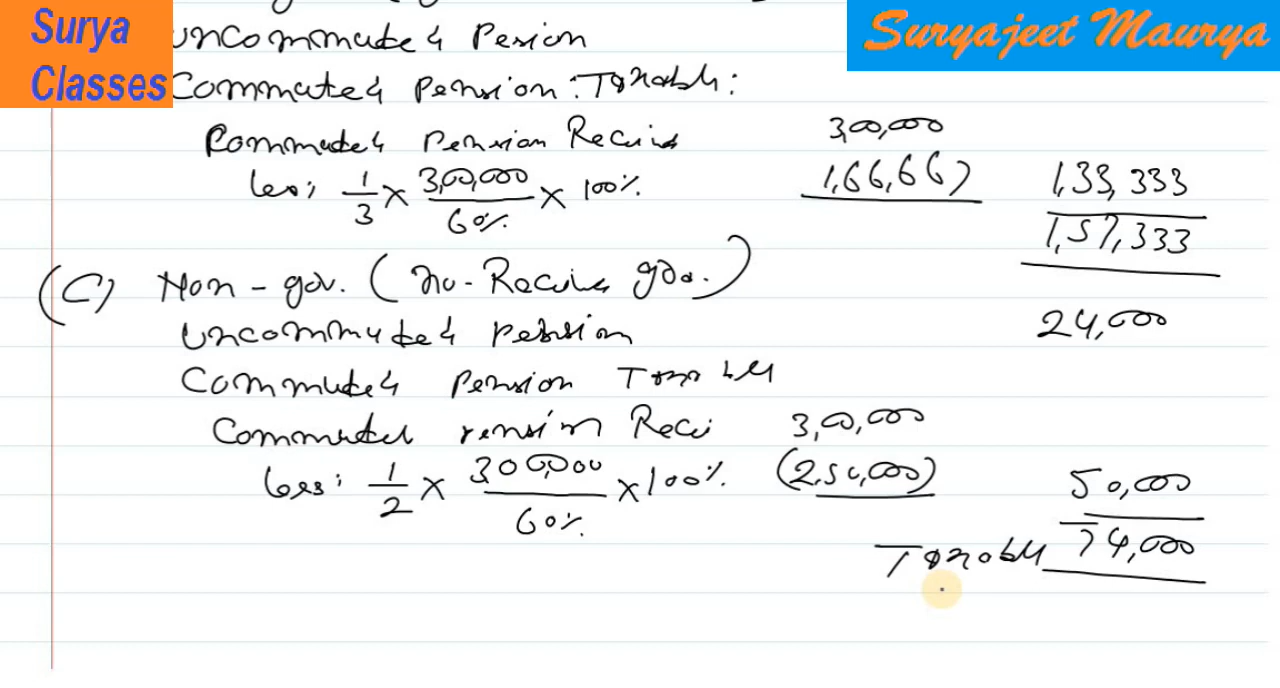 Surya Classes
Suryajeet Maurya
uncommuted Pesion
Commuted Pension : Taxable:
Commuted Pension Receive 3,00,000
less: 1/3 × 3,00,000/60% × 100% 1,66,667 1,33,333
1,57,333
(C) Non-gov. (no-Receive gra.)
Uncommuted pension 24,000
Commuted Pension Taxable
Commuted Pension Recei 3,00,000
less: 1/2 × 300,000/60% × 100% (2,50,000) 50,000
Taxable 74,000